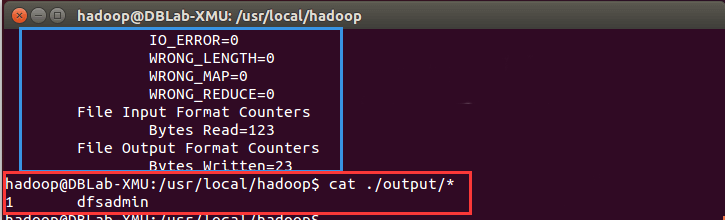 hadoop@DBLab-XMU: /usr/local/hadoop
IO_ERROR=0
WRONG_LENGTH=0
WRONG_MAP=0
WRONG_REDUCE=0
File Input Format Counters
Bytes Read=123
File Output Format Counters
Bytes Written=23
hadoop@DBLab-XMU:/usr/local/hadoop$ cat ./output/*
1 dfsadmin
hadoop@DBLab-XMU:/usr/local/hadoop$